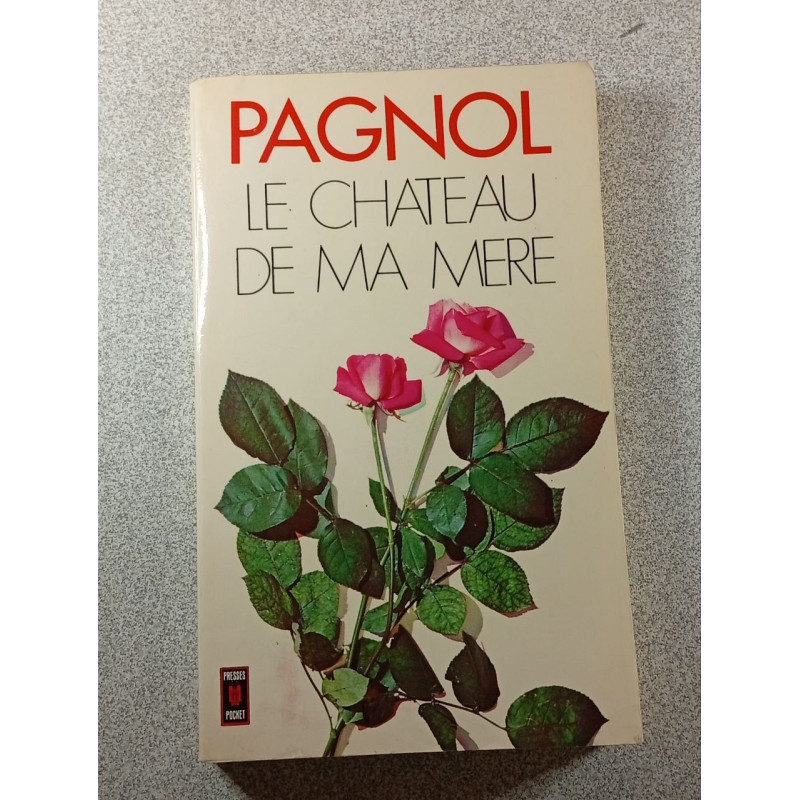 PAGNOL
LE CHATEAU
DE MA MERE
PRESSES
POCKET